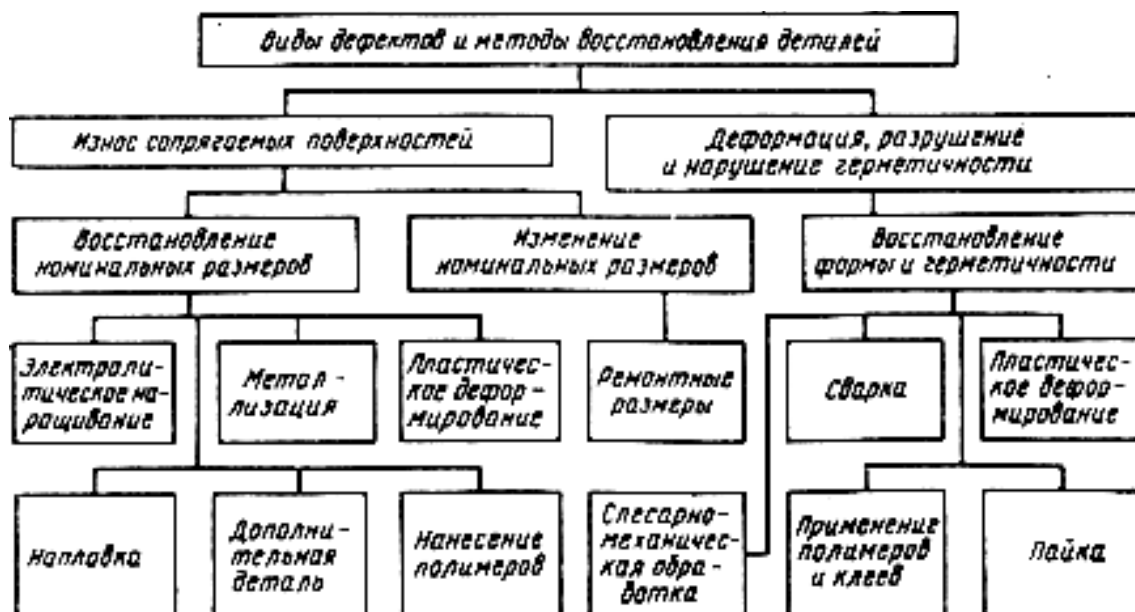 Виды дефектов и методы восстановления деталей
Износ сопрягаемых поверхностей
Деформация, разрушение
и нарушение герметичности
Восстановление
номинальных размеров
Изменение
номинальных размеров
Восстановление
формы и герметичности
Электроли-
тическое на-
ращивание
Метал-
лизация
Пластичес-
кое дефор-
мирование
Ремонтные
размеры
Сварка
Пластичес-
кое дефор-
мирование
Наплавка
Дополни-
тельная
деталь
Нанесение
полимеров
Слесарно-
механичес-
кая обра-
ботка
Применение
полимеров
и клеев
Пайка